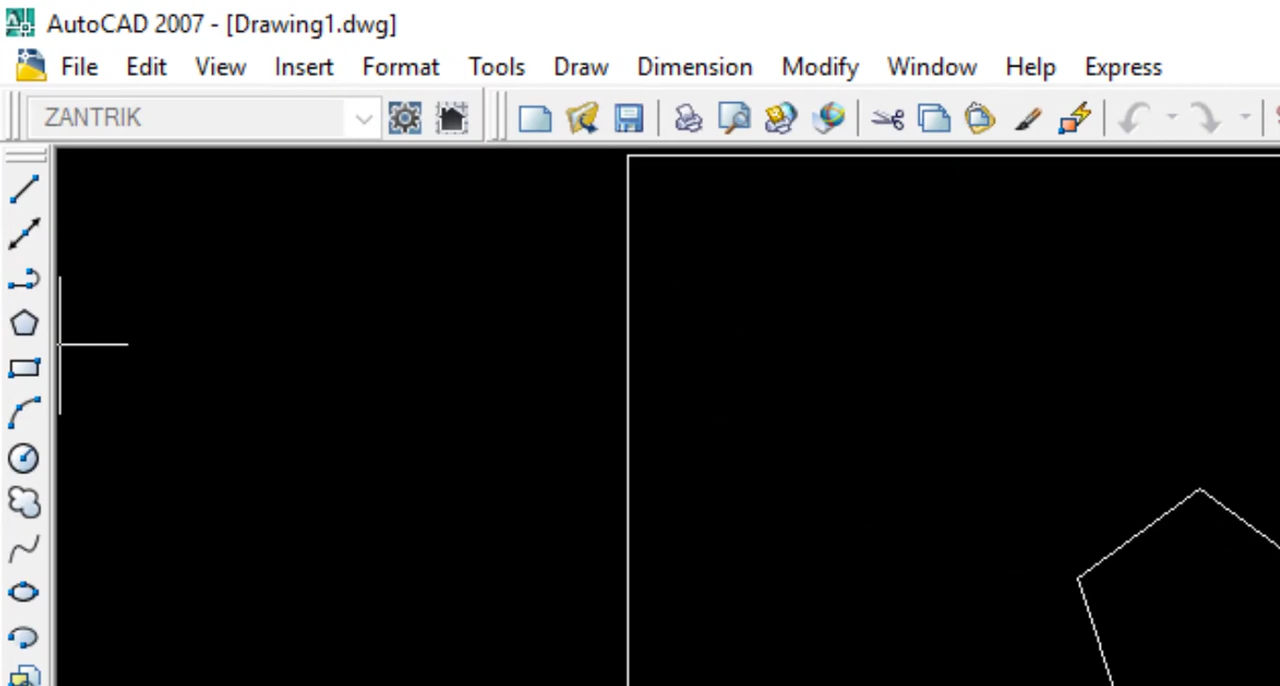 AutoCAD 2007 - [Drawing1.dwg]
File Edit View Insert Format Tools Draw Dimension Modify Window Help Express
ZANTRIK